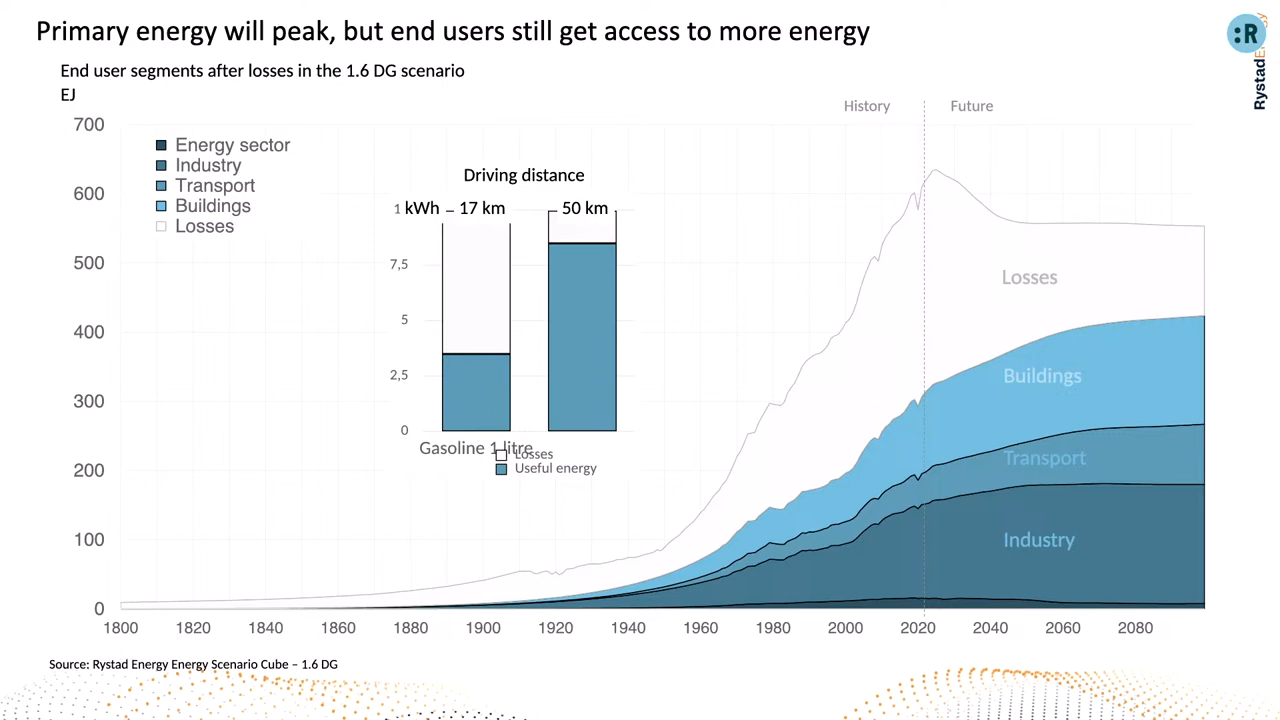 Primary energy will peak, but end users still get access to more energy
:R
RystadEnergy
End user segments after losses in the 1.6 DG scenario
EJ
History
Future
700
600
500
400
300
200
100
0
Energy sector
Industry
Transport
Buildings
Losses
Driving distance
1 kWh
17 km
50 km
7,5
5
2,5
0
Gasoline 1 litre
Losses
Useful energy
Losses
Buildings
Transport
Industry
1800 1820 1840 1860 1880 1900 1920 1940 1960 1980 2000 2020 2040 2060 2080
Source: Rystad Energy Energy Scenario Cube – 1.6 DG